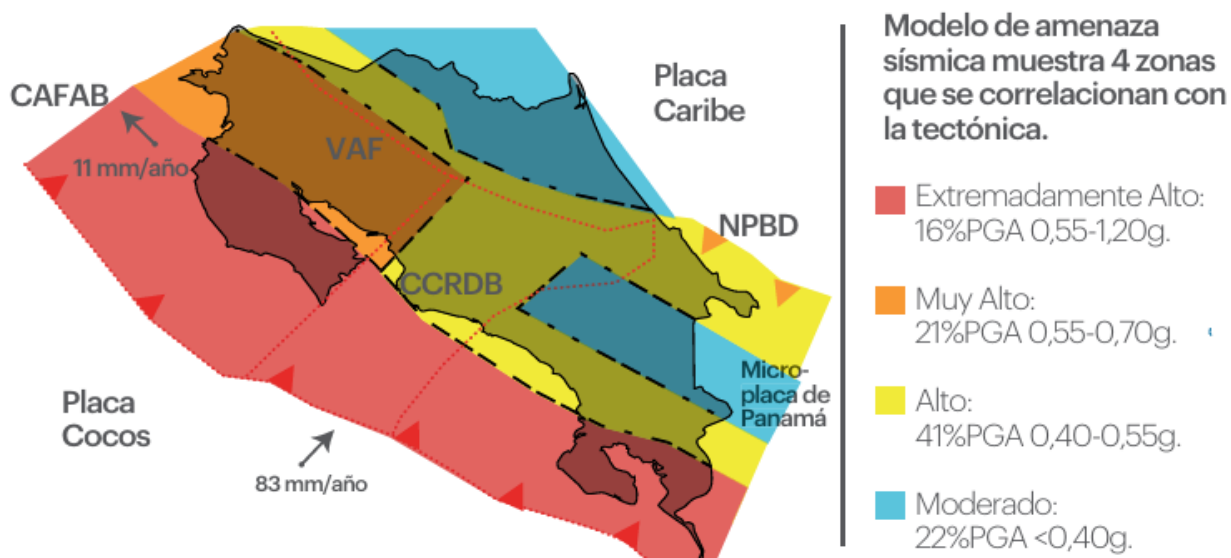 CAFAB
11 mm/año
VAF
Placa
Caribe
NPBD
CCRDB
Micro-
placa de
Panamá
Placa
Cocos
83 mm/año
Modelo de amenaza
sísmica muestra 4 zonas
que se correlacionan con
la tectónica.
Extremadamente Alto:
16%PGA 0,55-1,20g.
Muy Alto:
21%PGA 0,55-0,70g.
Alto:
41%PGA 0,40-0,55g.
Moderado:
22%PGA <0,40g.